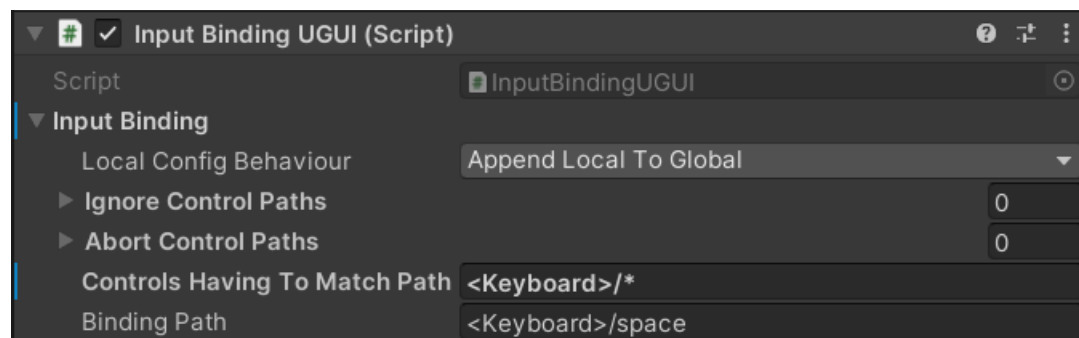 Input Binding UGUI (Script)
Script InputBindingUGUI
Input Binding
Local Config Behaviour Append Local To Global
Ignore Control Paths 0
Abort Control Paths 0
Controls Having To Match Path <Keyboard>/*
Binding Path <Keyboard>/space